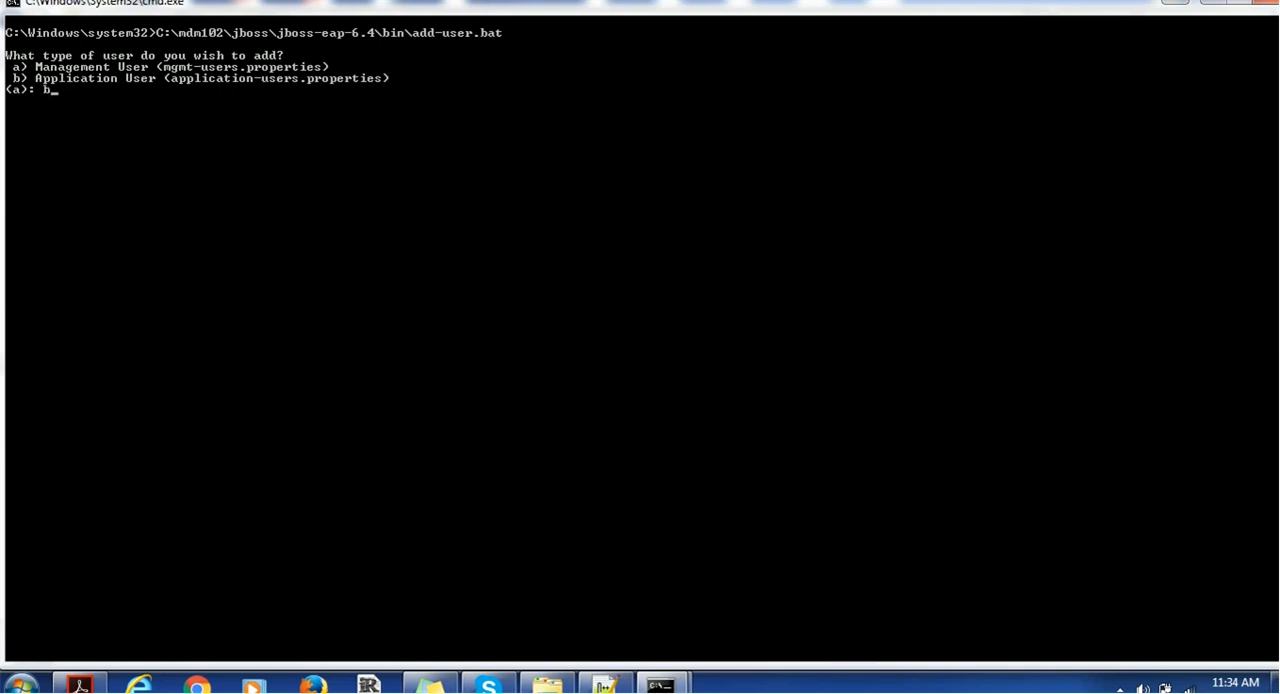 C:\Windows\System32\cmd.exe
C:\Windows\system32>C:\mdm102\jboss\jboss-eap-6.4\bin\add-user.bat
What type of user do you wish to add?
a) Management User (mgmt-users.properties)
b) Application User (application-users.properties)
(a): b_
11:34 AM